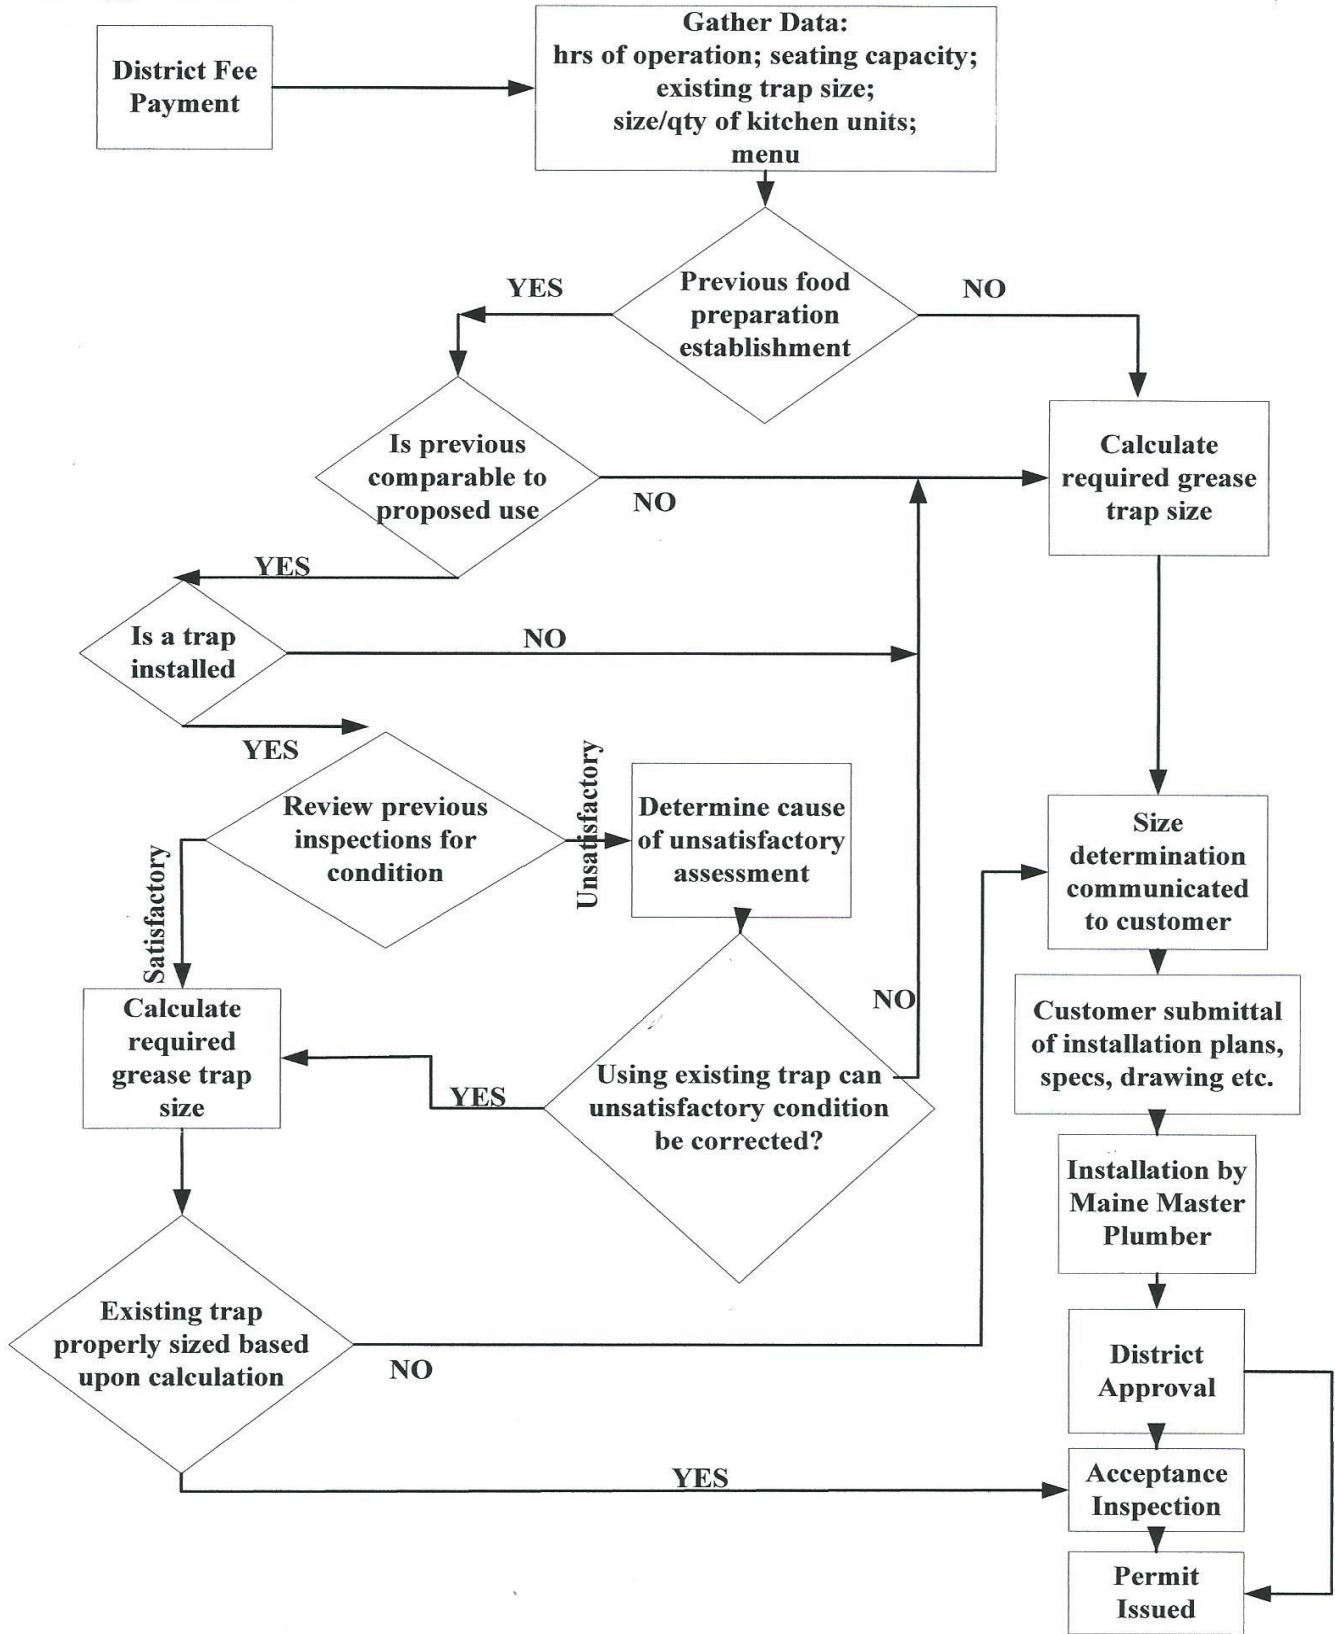 District Fee
Payment
Gather Data:
hrs of operation; seating capacity;
existing trap size;
size/qty of kitchen units;
menu
Previous food
preparation
establishment
YES
NO
Is previous
comparable to
proposed use
NO
YES
Calculate
required grease
trap size
Is a trap
installed
NO
YES
Review previous
inspections for
condition
Unsatisfactory
Determine cause
of unsatisfactory
assessment
Satisfactory
Size
determination
communicated
to customer
Calculate
required
grease trap
size
YES
NO
Using existing trap can
unsatisfactory condition
be corrected?
Customer submittal
of installation plans,
specs, drawing etc.
Installation by
Maine Master
Plumber
Existing trap
properly sized based
upon calculation
NO
YES
District
Approval
Acceptance
Inspection
Permit
Issued